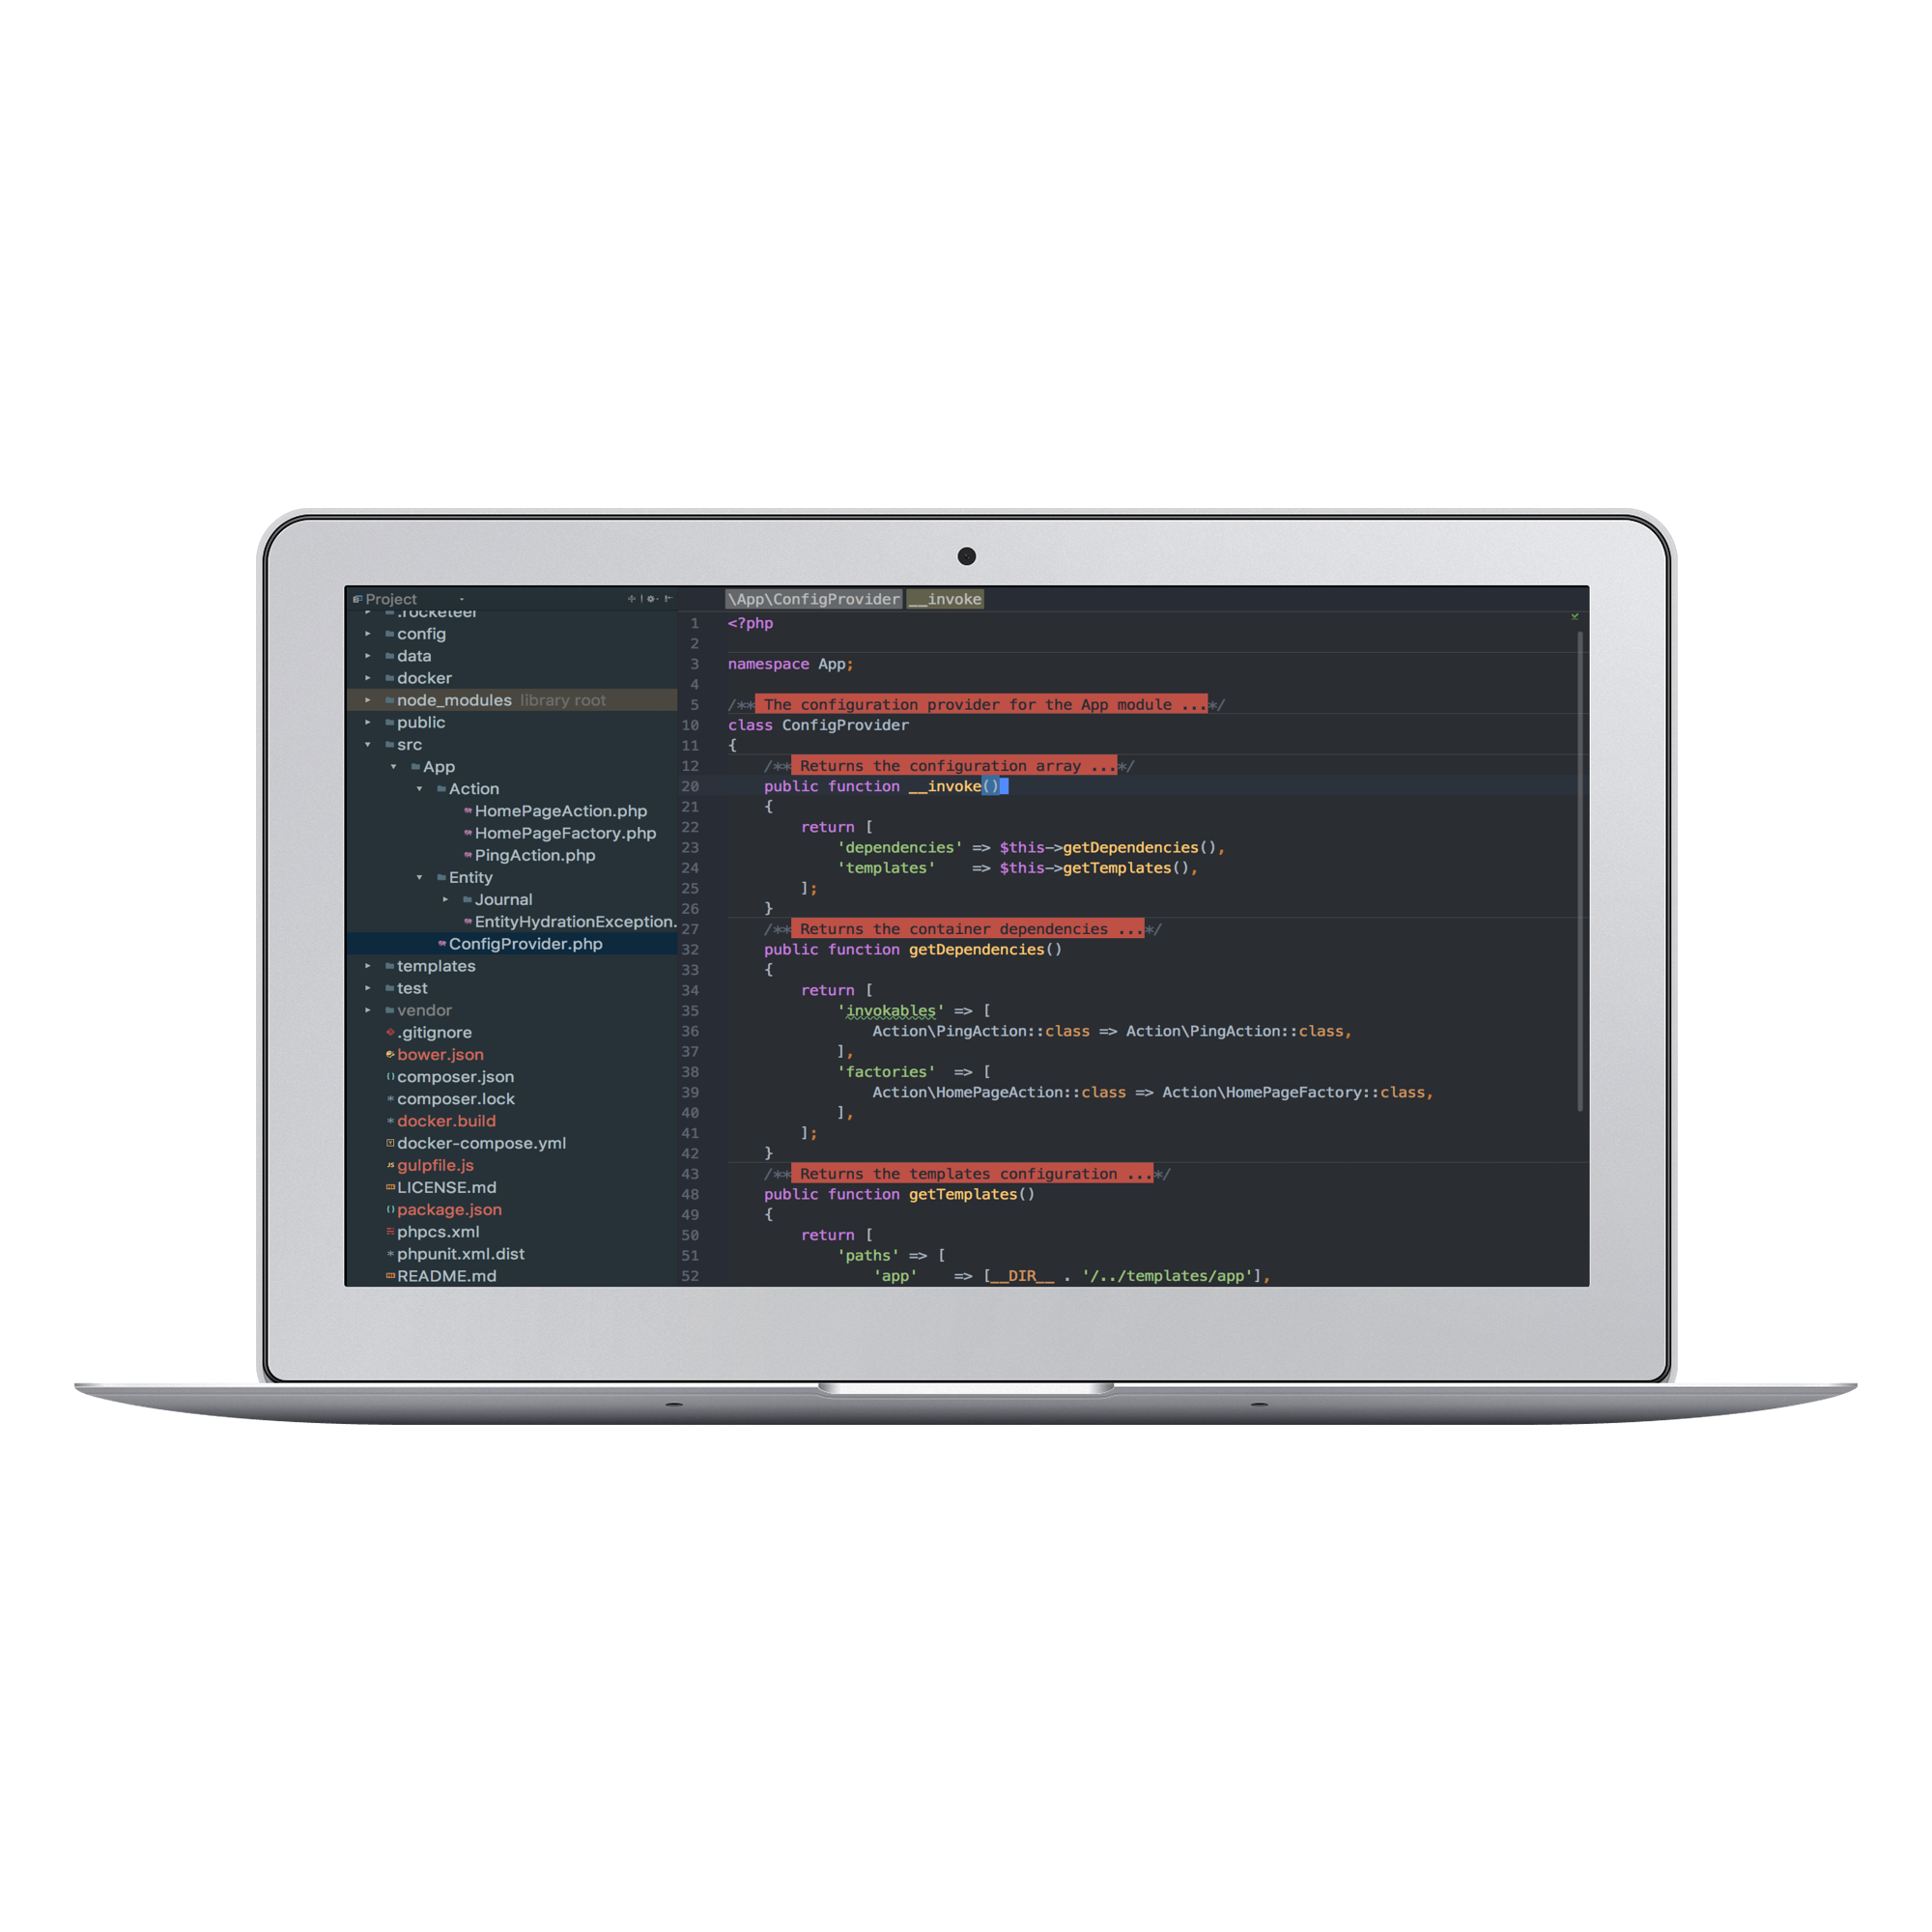 Project
.rocketeer
config
data
docker
node_modules library root
public
src
App
Action
HomePageAction.php
HomePageFactory.php
PingAction.php
Entity
Journal
EntityHydrationException.
ConfigProvider.php
templates
test
vendor
.gitignore
bower.json
composer.json
composer.lock
docker.build
docker-compose.yml
gulpfile.js
LICENSE.md
package.json
phpcs.xml
phpunit.xml.dist
README.md
\App\ConfigProvider __invoke
1 <?php
2
3 namespace App;
4
5 /** The configuration provider for the App module ...*/
10 class ConfigProvider
11 {
12 /** Returns the configuration array ...*/
20 public function __invoke()
21 {
22 return [
23 'dependencies' => $this->getDependencies(),
24 'templates' => $this->getTemplates(),
25 ];
26 }
27 /** Returns the container dependencies ...*/
32 public function getDependencies()
33 {
34 return [
35 'invokables' => [
36 Action\PingAction::class => Action\PingAction::class,
37 ],
38 'factories' => [
39 Action\HomePageAction::class => Action\HomePageFactory::class,
40 ],
41 ];
42 }
43 /** Returns the templates configuration ...*/
48 public function getTemplates()
49 {
50 return [
51 'paths' => [
52 'app' => [__DIR__ . '/../templates/app'],